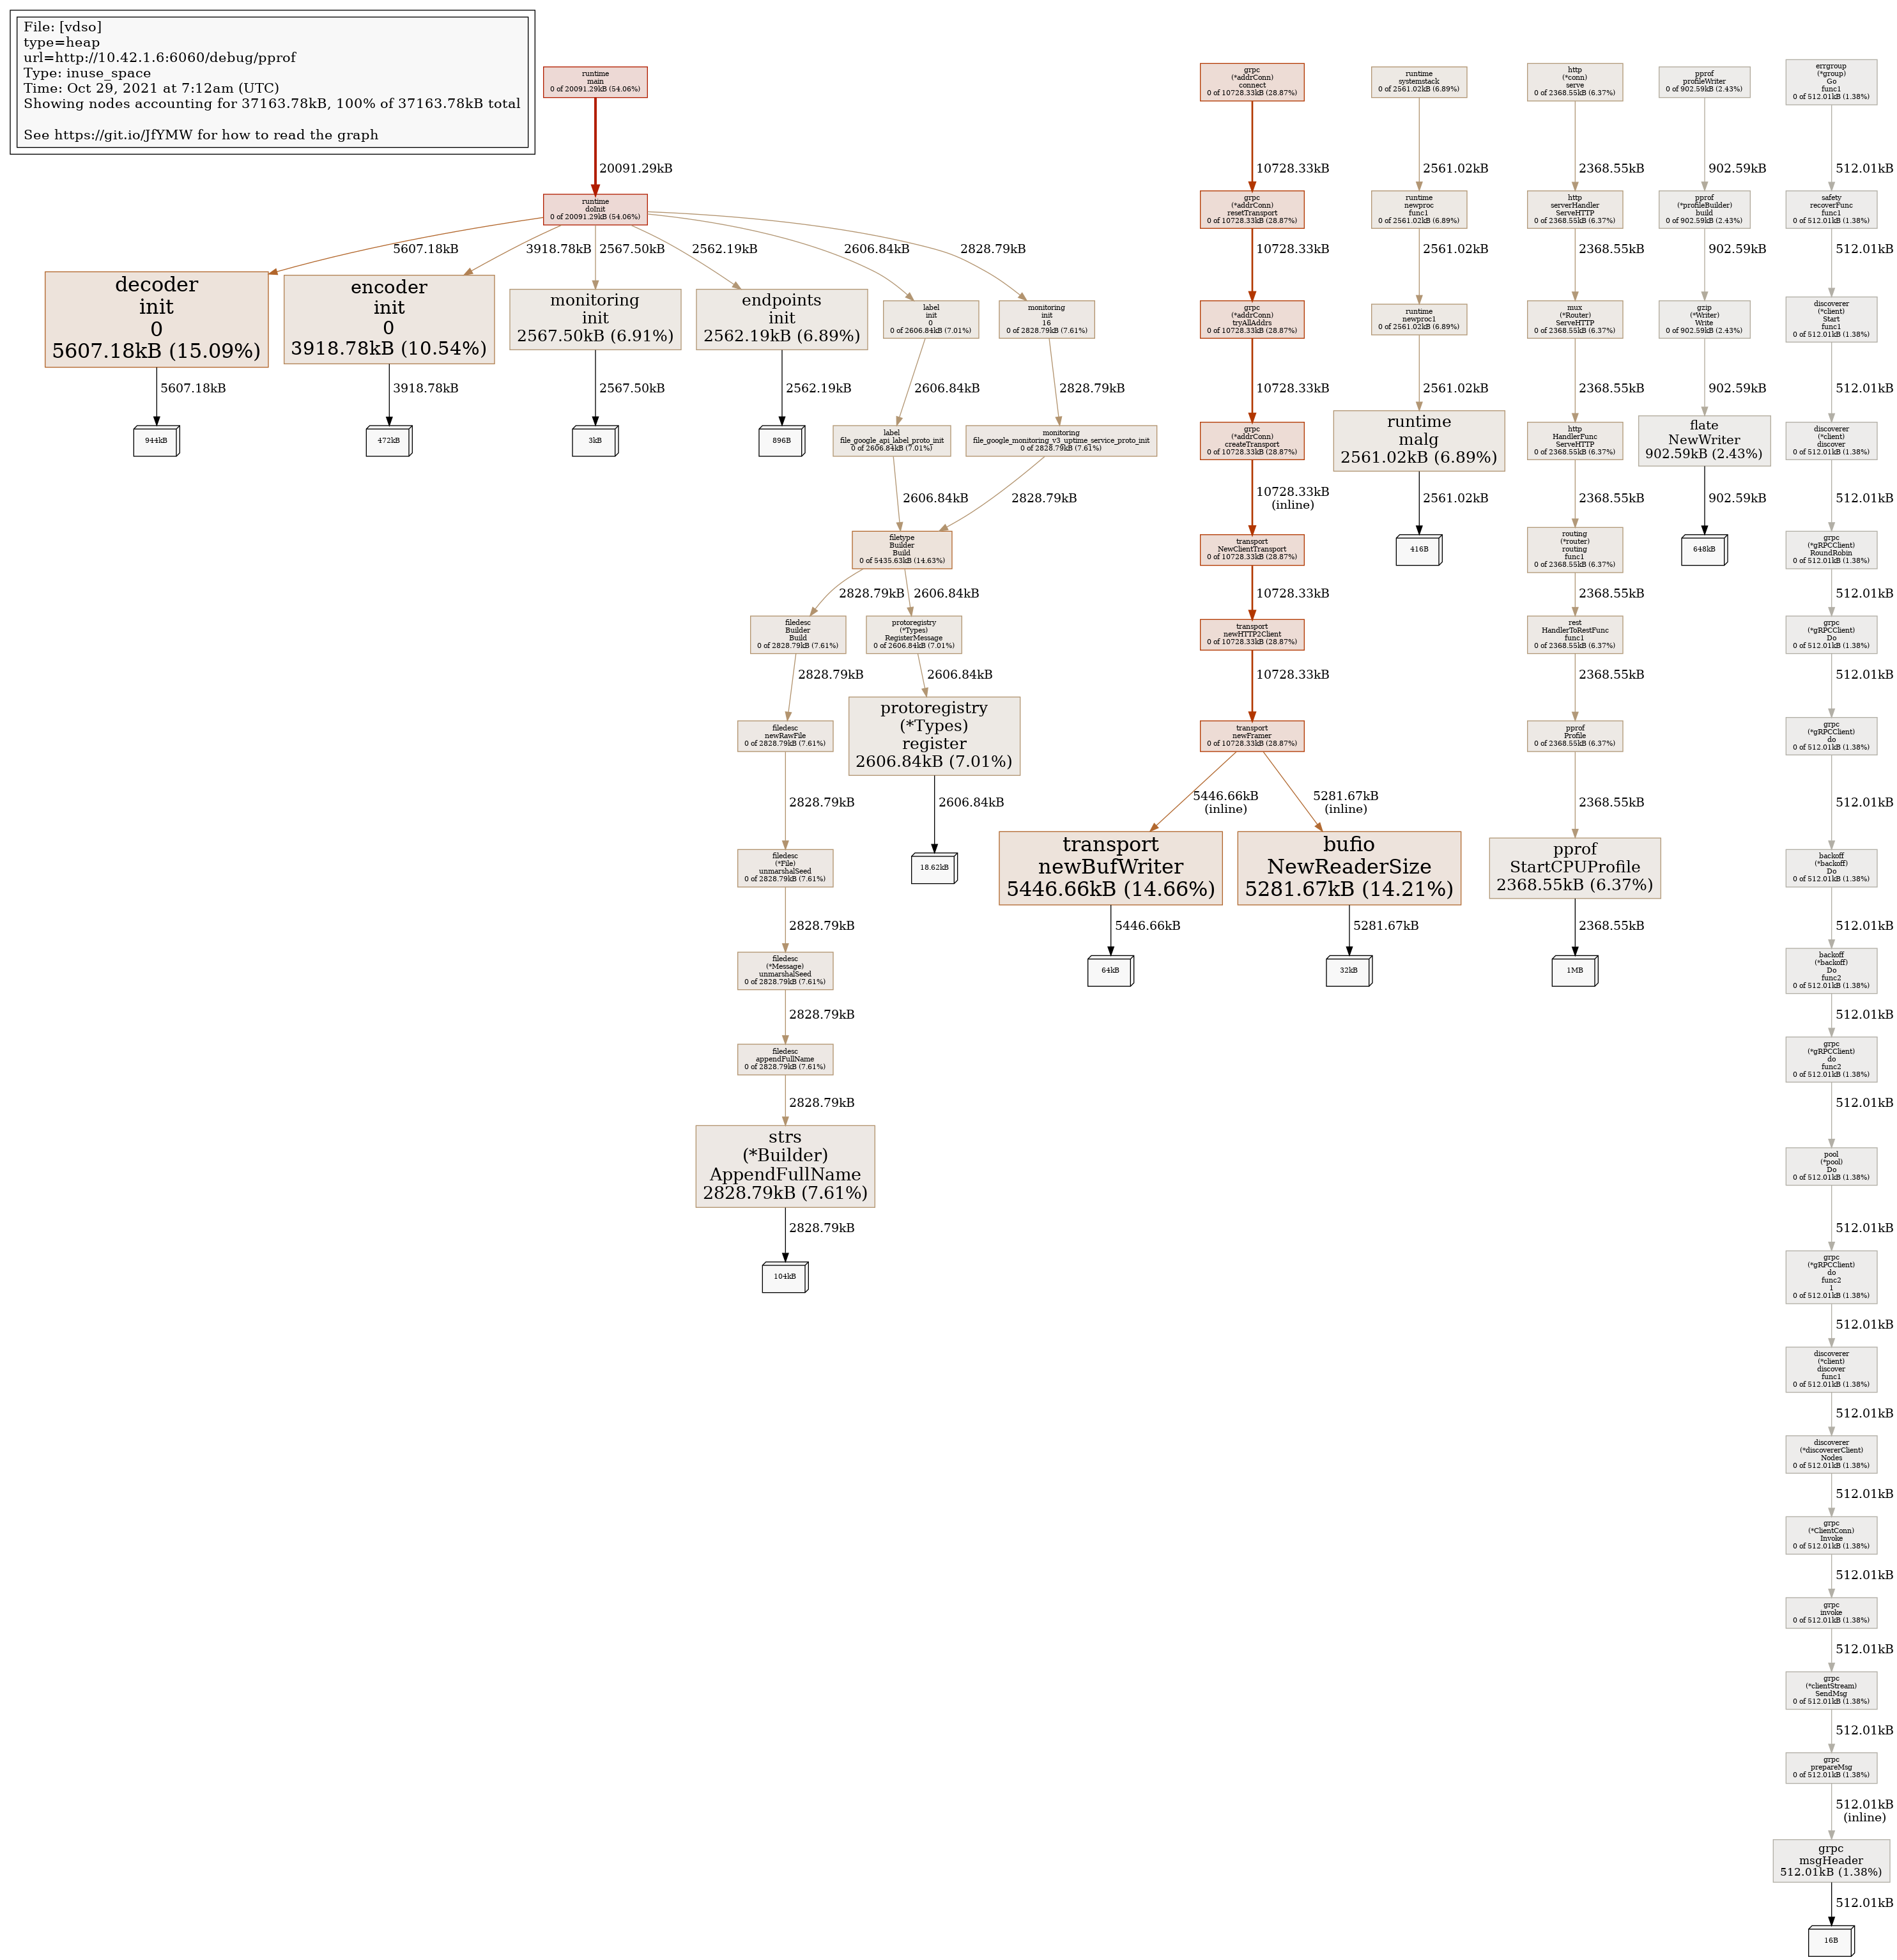 File: [vdso]
type=heap
url=http://10.42.1.6:6060/debug/pprof
Type: inuse_space
Time: Oct 29, 2021 at 7:12am (UTC)
Showing nodes accounting for 37163.78kB, 100% of 37163.78kB total
See https://git.io/JfYMW for how to read the graph
runtime
main
0 of 20091.29kB (54.06%)
20091.29kB
runtime
doInit
0 of 20091.29kB (54.06%)
5607.18kB
3918.78kB
2567.50kB
2562.19kB
2606.84kB
2828.79kB
decoder
init
0
5607.18kB (15.09%)
5607.18kB
944kB
encoder
init
0
3918.78kB (10.54%)
3918.78kB
472kB
monitoring
init
2567.50kB (6.91%)
2567.50kB
3kB
endpoints
init
2562.19kB (6.89%)
2562.19kB
896B
label
init
0
0 of 2606.84kB (7.01%)
2606.84kB
label
file_google_api_label_proto_init
0 of 2606.84kB (7.01%)
2606.84kB
monitoring
init
16
0 of 2828.79kB (7.61%)
2828.79kB
monitoring
file_google_monitoring_v3_uptime_service_proto_init
0 of 2828.79kB (7.61%)
2828.79kB
filetype
Builder
Build
0 of 5435.63kB (14.63%)
2828.79kB
2606.84kB
filedesc
Builder
Build
0 of 2828.79kB (7.61%)
2828.79kB
filedesc
newRawFile
0 of 2828.79kB (7.61%)
2828.79kB
filedesc
(*File)
unmarshalSeed
0 of 2828.79kB (7.61%)
2828.79kB
filedesc
(*Message)
unmarshalSeed
0 of 2828.79kB (7.61%)
2828.79kB
filedesc
appendFullName
0 of 2828.79kB (7.61%)
2828.79kB
strs
(*Builder)
AppendFullName
2828.79kB (7.61%)
2828.79kB
104kB
protoregistry
(*Types)
RegisterMessage
0 of 2606.84kB (7.01%)
2606.84kB
protoregistry
(*Types)
register
2606.84kB (7.01%)
2606.84kB
18.62kB
grpc
(*addrConn)
connect
0 of 10728.33kB (28.87%)
10728.33kB
grpc
(*addrConn)
resetTransport
0 of 10728.33kB (28.87%)
10728.33kB
grpc
(*addrConn)
tryAllAddrs
0 of 10728.33kB (28.87%)
10728.33kB
grpc
(*addrConn)
createTransport
0 of 10728.33kB (28.87%)
10728.33kB
(inline)
transport
NewClientTransport
0 of 10728.33kB (28.87%)
10728.33kB
transport
newHTTP2Client
0 of 10728.33kB (28.87%)
10728.33kB
transport
newFramer
0 of 10728.33kB (28.87%)
5446.66kB
(inline)
5281.67kB
(inline)
transport
newBufWriter
5446.66kB (14.66%)
5446.66kB
64kB
bufio
NewReaderSize
5281.67kB (14.21%)
5281.67kB
32kB
runtime
systemstack
0 of 2561.02kB (6.89%)
2561.02kB
runtime
newproc
func1
0 of 2561.02kB (6.89%)
2561.02kB
runtime
newproc1
0 of 2561.02kB (6.89%)
2561.02kB
runtime
malg
2561.02kB (6.89%)
2561.02kB
416B
http
(*conn)
serve
0 of 2368.55kB (6.37%)
2368.55kB
http
serverHandler
ServeHTTP
0 of 2368.55kB (6.37%)
2368.55kB
mux
(*Router)
ServeHTTP
0 of 2368.55kB (6.37%)
2368.55kB
http
HandlerFunc
ServeHTTP
0 of 2368.55kB (6.37%)
2368.55kB
routing
(*router)
routing
func1
0 of 2368.55kB (6.37%)
2368.55kB
rest
HandlerToRestFunc
func1
0 of 2368.55kB (6.37%)
2368.55kB
pprof
Profile
0 of 2368.55kB (6.37%)
2368.55kB
pprof
StartCPUProfile
2368.55kB (6.37%)
2368.55kB
1MB
pprof
profileWriter
0 of 902.59kB (2.43%)
902.59kB
pprof
(*profileBuilder)
build
0 of 902.59kB (2.43%)
902.59kB
gzip
(*Writer)
Write
0 of 902.59kB (2.43%)
902.59kB
flate
NewWriter
902.59kB (2.43%)
902.59kB
648kB
errgroup
(*group)
Go
func1
0 of 512.01kB (1.38%)
512.01kB
safety
recoverFunc
func1
0 of 512.01kB (1.38%)
512.01kB
discoverer
(*client)
Start
func1
0 of 512.01kB (1.38%)
512.01kB
discoverer
(*client)
discover
0 of 512.01kB (1.38%)
512.01kB
grpc
(*gRPCClient)
RoundRobin
0 of 512.01kB (1.38%)
512.01kB
grpc
(*gRPCClient)
Do
0 of 512.01kB (1.38%)
512.01kB
grpc
(*gRPCClient)
do
0 of 512.01kB (1.38%)
512.01kB
backoff
(*backoff)
Do
0 of 512.01kB (1.38%)
512.01kB
backoff
(*backoff)
Do
func2
0 of 512.01kB (1.38%)
512.01kB
grpc
(*gRPCClient)
do
func2
0 of 512.01kB (1.38%)
512.01kB
pool
(*pool)
Do
0 of 512.01kB (1.38%)
512.01kB
grpc
(*gRPCClient)
do
func2
1
0 of 512.01kB (1.38%)
512.01kB
discoverer
(*client)
discover
func1
0 of 512.01kB (1.38%)
512.01kB
discoverer
(*discovererClient)
Nodes
0 of 512.01kB (1.38%)
512.01kB
grpc
(*ClientConn)
Invoke
0 of 512.01kB (1.38%)
512.01kB
grpc
invoke
0 of 512.01kB (1.38%)
512.01kB
grpc
(*clientStream)
SendMsg
0 of 512.01kB (1.38%)
512.01kB
grpc
prepareMsg
0 of 512.01kB (1.38%)
512.01kB
(inline)
grpc
msgHeader
512.01kB (1.38%)
512.01kB
16B